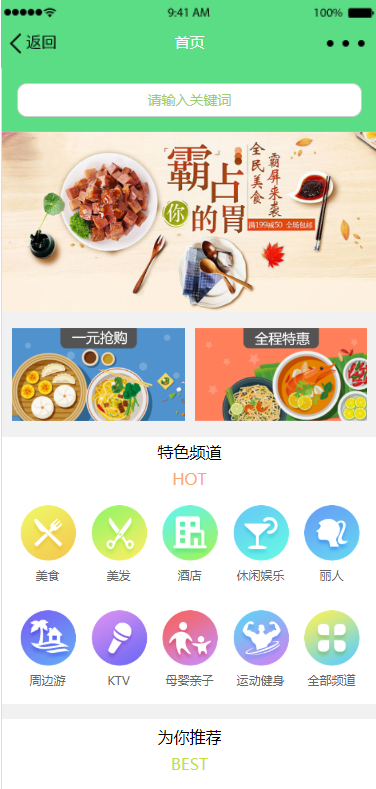 9:41 AM
100%
返回
首页
请输入关键词
霸占你的胃
全民美食
霸屏来袭
满199减50 全场包邮
一元抢购
全程特惠
特色频道
HOT
美食
美发
酒店
休闲娱乐
丽人
周边游
KTV
母婴亲子
运动健身
全部频道
为你推荐
BEST